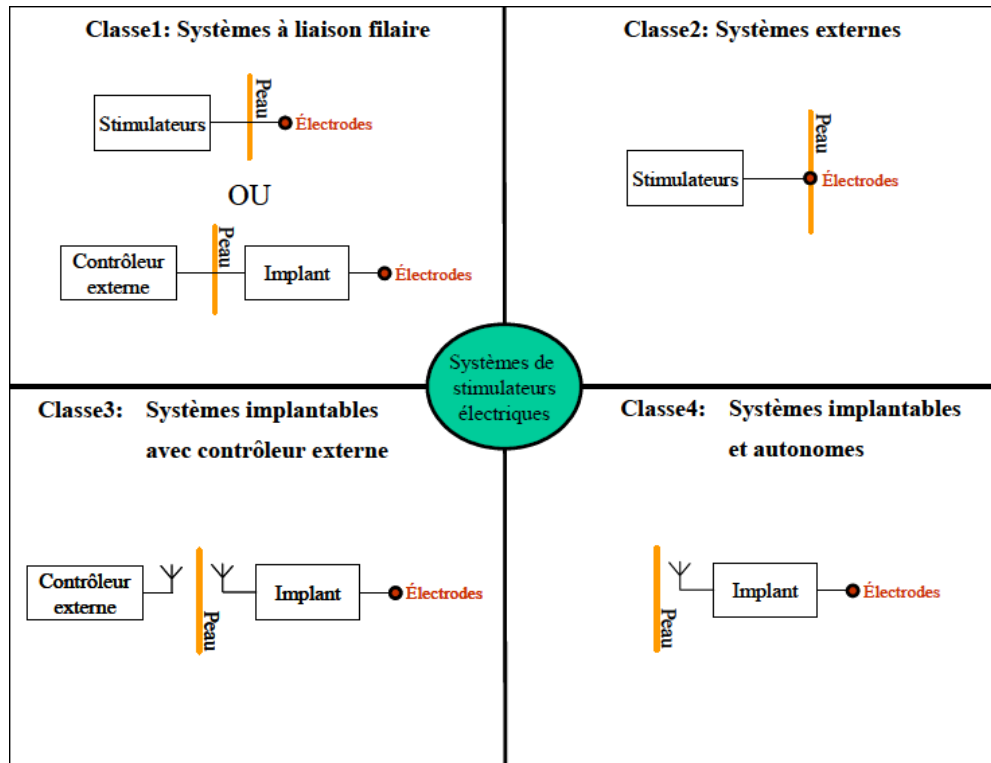 Classe1: Systèmes à liaison filaire
Peau
Stimulateurs
Électrodes
OU
Peau
Contrôleur
externe
Implant
Électrodes
Classe2: Systèmes externes
Peau
Stimulateurs
Électrodes
Systèmes de
stimulateurs
électriques
Classe3: Systèmes implantables
avec contrôleur externe
Contrôleur
externe
Peau
Implant
Électrodes
Classe4: Systèmes implantables
et autonomes
Peau
Implant
Électrodes